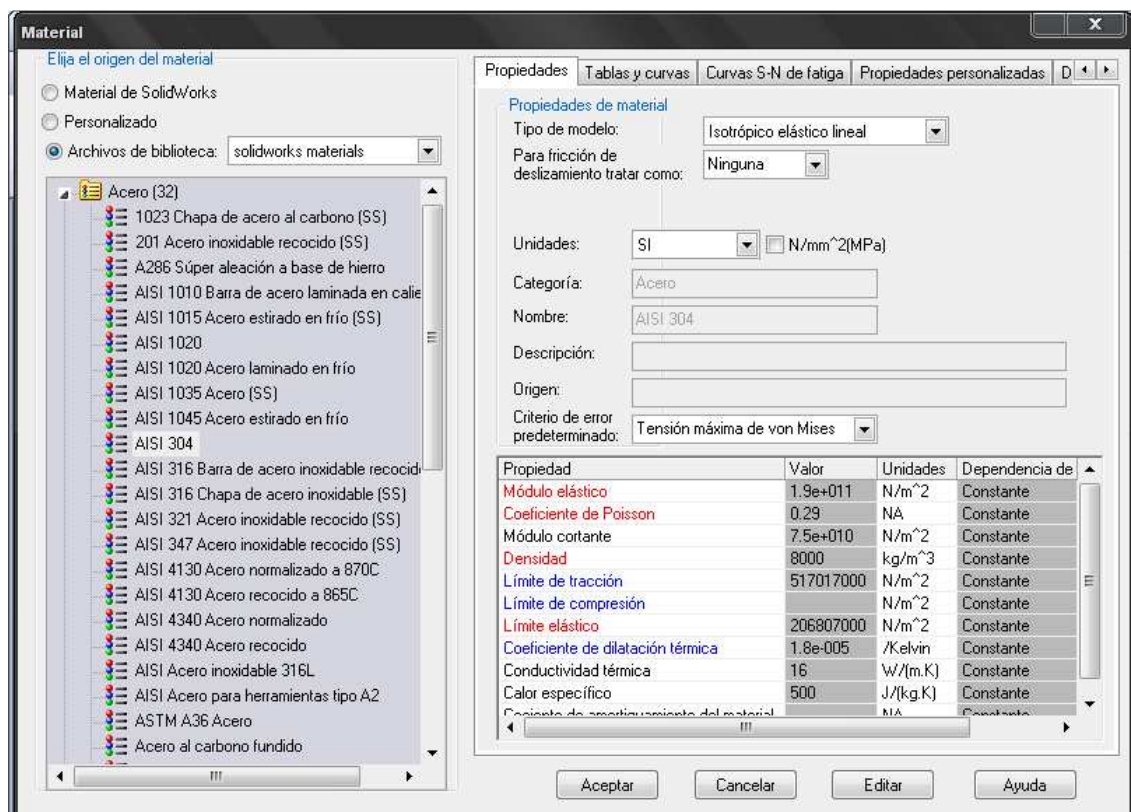 Material
X
Elija el origen del material
Material de SolidWorks
Personalizado
Archivos de biblioteca: solidworks materials
Acero (32)
1023 Chapa de acero al carbono (SS)
201 Acero inoxidable recocido (SS)
A286 Súper aleación a base de hierro
AISI 1010 Barra de acero laminada en calie
AISI 1015 Acero estirado en frío (SS)
AISI 1020
AISI 1020 Acero laminado en frío
AISI 1035 Acero (SS)
AISI 1045 Acero estirado en frío
AISI 304
AISI 316 Barra de acero inoxidable recocid
AISI 316 Chapa de acero inoxidable (SS)
AISI 321 Acero inoxidable recocido (SS)
AISI 347 Acero inoxidable recocido (SS)
AISI 4130 Acero normalizado a 870C
AISI 4130 Acero recocido a 865C
AISI 4340 Acero normalizado
AISI 4340 Acero recocido
AISI Acero inoxidable 316L
AISI Acero para herramientas tipo A2
ASTM A36 Acero
Acero al carbono fundido
Propiedades Tablas y curvas Curvas S-N de fatiga Propiedades personalizadas D
Propiedades de material
Tipo de modelo: Isotrópico elástico lineal
Para fricción de
deslizamiento tratar como: Ninguna
Unidades: SI N/mm^2(MPa)
Categoría: Acero
Nombre: AISI 304
Descripción:
Origen:
Criterio de error
predeterminado: Tensión máxima de von Mises
Propiedad Valor Unidades Dependencia de
Módulo elástico 1.9e+011 N/m^2 Constante
Coeficiente de Poisson 0.29 NA Constante
Módulo cortante 7.5e+010 N/m^2 Constante
Densidad 8000 kg/m^3 Constante
Límite de tracción 517017000 N/m^2 Constante
Límite de compresión N/m^2 Constante
Límite elástico 206807000 N/m^2 Constante
Coeficiente de dilatación térmica 1.8e-005 /Kelvin Constante
Conductividad térmica 16 W/(m.K) Constante
Calor específico 500 J/(kg.K) Constante
Cociente de amortiguamiento del material NA Constante
Aceptar Cancelar Editar Ayuda